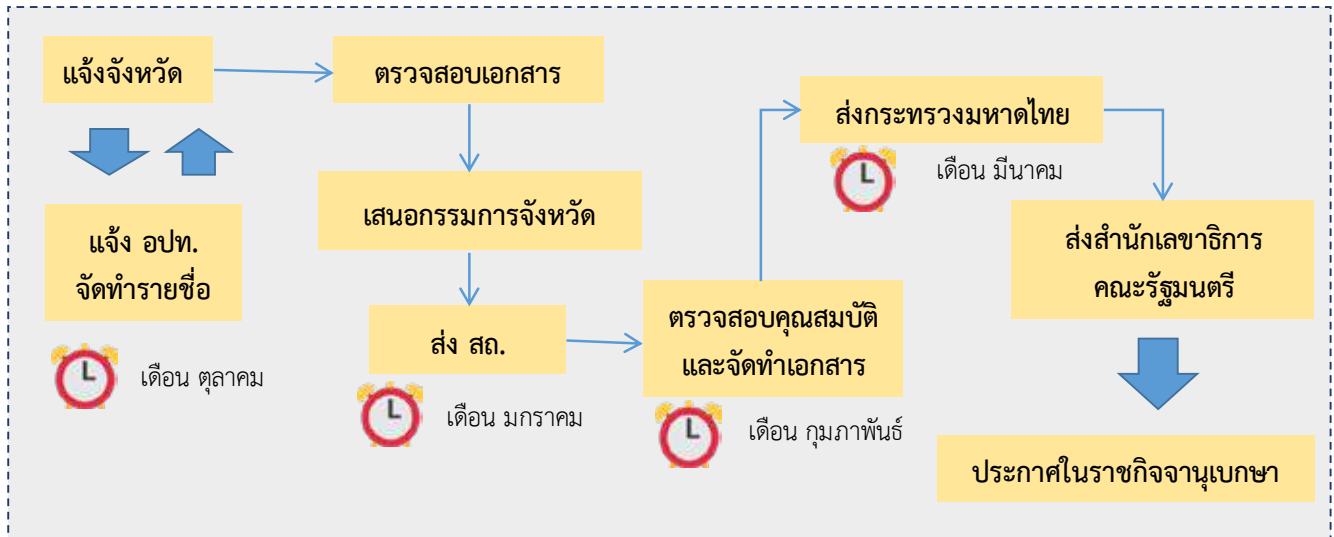 แจ้งจังหวัด
ตรวจสอบเอกสาร
ส่งกระทรวงมหาดไทย
เดือน มีนาคม
เสนอกรรมการจังหวัด
แจ้ง อปท.
จัดทำรายชื่อ
ส่งสำนักเลขาธิการ
คณะรัฐมนตรี
ส่ง สถ.
ตรวจสอบคุณสมบัติ
และจัดทำเอกสาร
เดือน ตุลาคม
เดือน มกราคม
เดือน กุมภาพันธ์
ประกาศในราชกิจจานุเบกษา